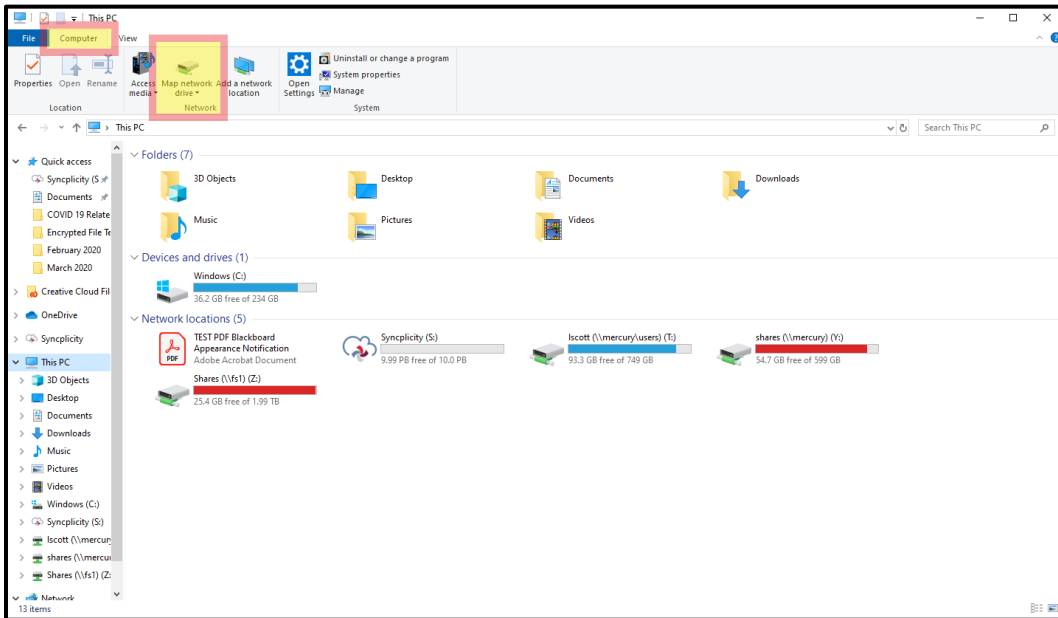 This PC
File Computer View
Properties Open Rename
Access media Map network drive Add a network location
Open Settings
Uninstall or change a program
System properties
Manage
Location Network System
This PC
Search This PC
Quick access
Syncplicity (S
Documents
COVID 19 Relate
Encrypted File Te
February 2020
March 2020
Creative Cloud Fil
OneDrive
Syncplicity
This PC
3D Objects
Desktop
Documents
Downloads
Music
Pictures
Videos
Windows (C:)
Syncplicity (S:)
lscott (\\mercury
shares (\\mercur
Shares (\\fs1) (Z:
Network
Folders (7)
3D Objects Desktop Documents Downloads
Music Pictures Videos
Devices and drives (1)
Windows (C:)
36.2 GB free of 234 GB
Network locations (5)
TEST PDF Blackboard
Appearance Notification
Adobe Acrobat Document
PDF
Syncplicity (S:)
9.99 PB free of 10.0 PB
lscott (\\mercury\users) (T:)
93.3 GB free of 749 GB
shares (\\mercury) (Y:)
54.7 GB free of 599 GB
Shares (\\fs1) (Z:)
25.4 GB free of 1.99 TB
13 items